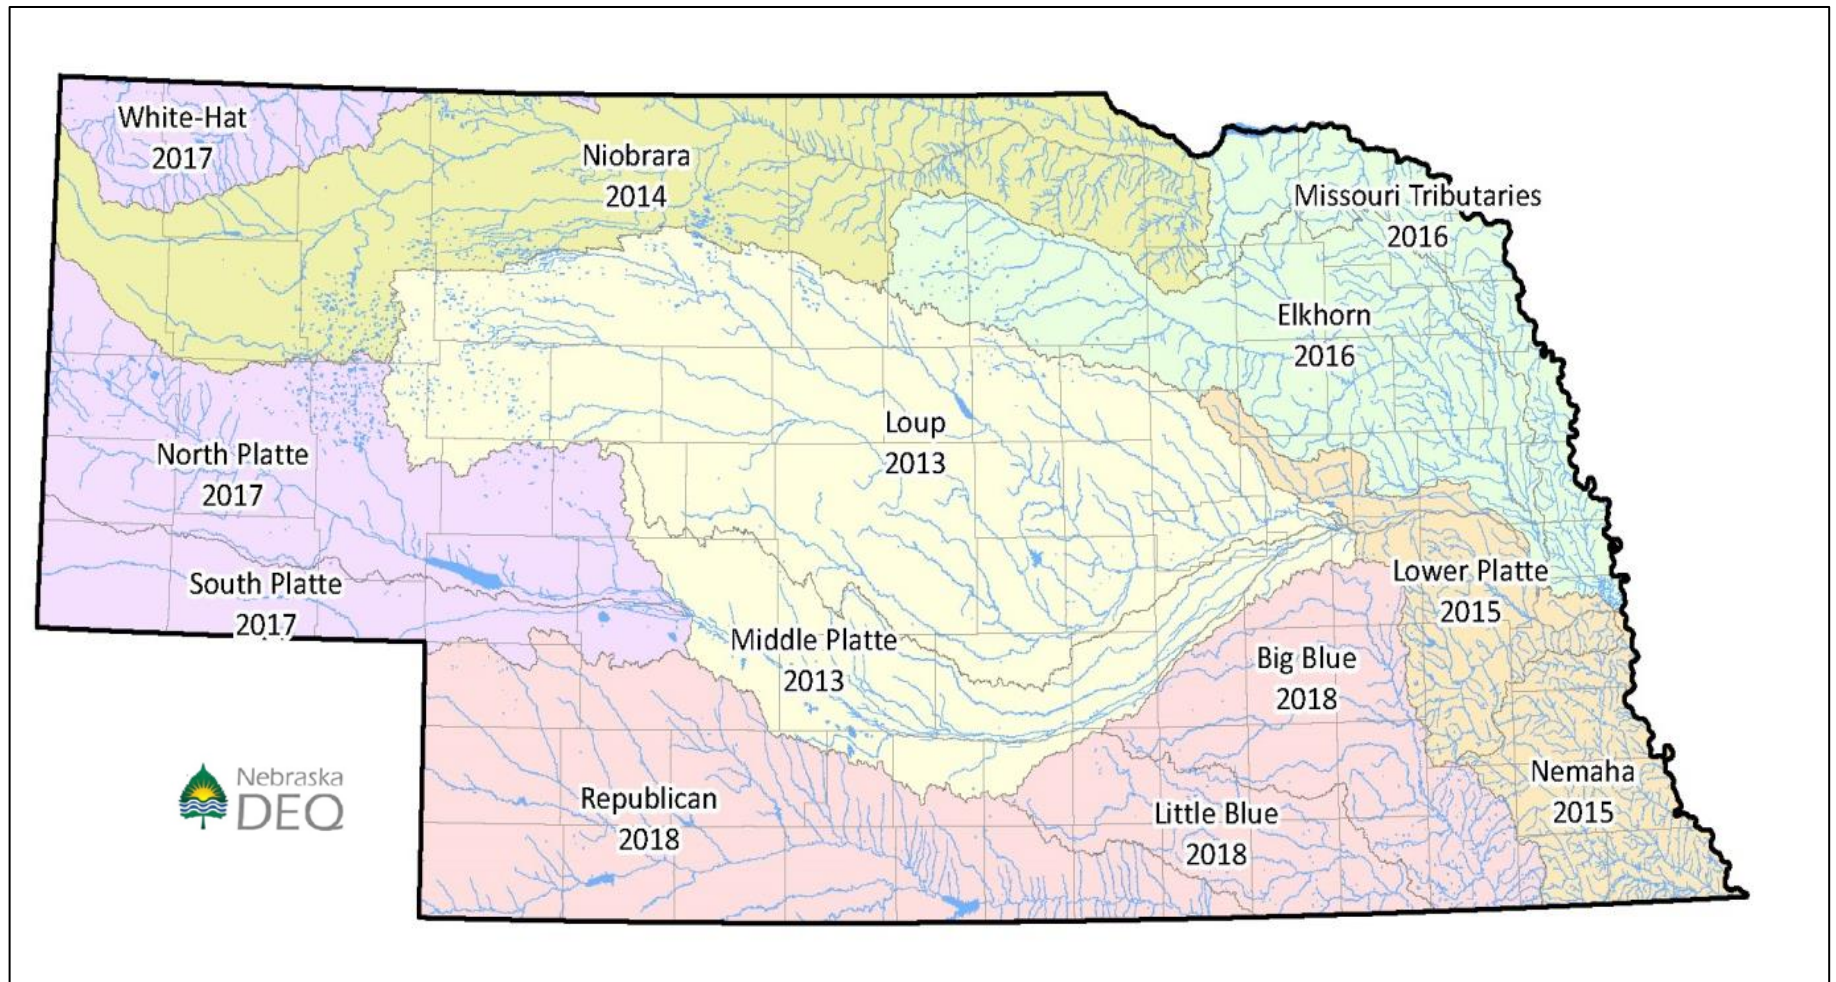 White-Hat
2017
Niobrara
2014
Missouri Tributaries
2016
Elkhorn
2016
Loup
2013
North Platte
2017
South Platte
2017
Lower Platte
2015
Middle Platte
2013
Big Blue
2018
Nemaha
2015
Republican
2018
Little Blue
2018
Nebraska
DEQ